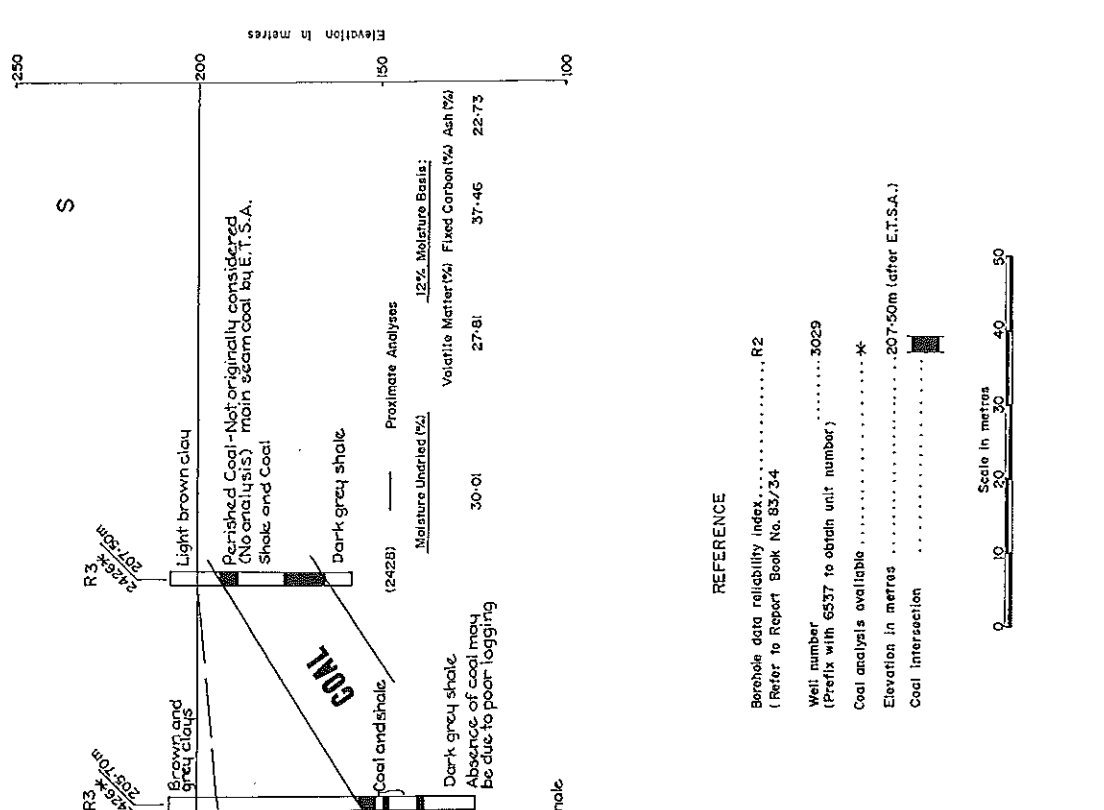 S
250
200
150
100
Elevation in metres
R3
2426*
205·70m
Brown and
grey clays
COAL
Coal and shale
Dark grey shale
Absence of coal may
be due to poor logging
R3
2426*
207·50m
Light brown clay
Perished Coal-Not originally considered
(No analysis) main seam coal by E.T.S.A.
Shale and Coal
Dark grey shale
(2428) Proximate Analyses
Moisture Undried (%) 12% Moisture Basis:
Volatile Matter (%) Fixed Carbon (%) Ash (%)
30·01 27·81 37·46 22·73
REFERENCE
Borehole data reliability index..........R2
(Refer to Report Book No. 83/34
Well number ........3029
(Prefix with 6537 to obtain unit number)
Coal analysis available ..............*
Elevation in metres ............207·50m (after E.T.S.A.)
Coal intersection ..............
Scale in metres
0 10 20 30 40 50